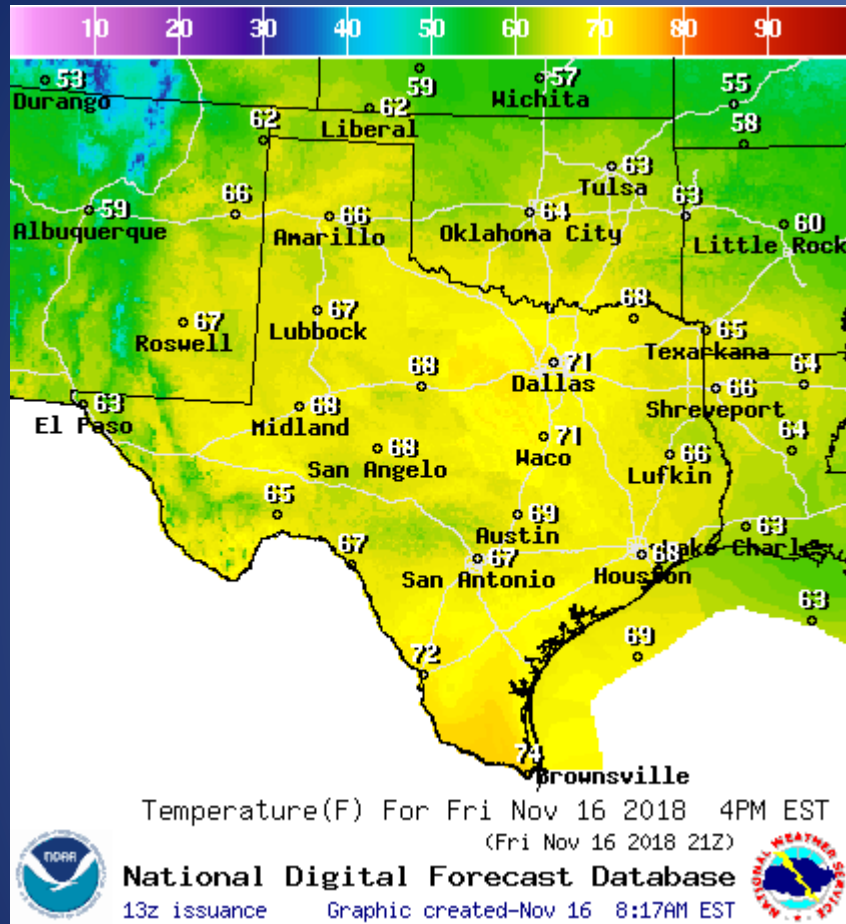 10 20 30 40 50 60 70 80 90
53
Durango
59
57
Wichita
55
62
Liberal
62
58
63
Tulsa
59
Albuquerque
66
66
Amarillo
64
Oklahoma City
63
60
Little Rock
67
Roswell
67
Lubbock
68
65
Texarkana
71
Dallas
68
64
66
Shreveport
63
El Paso
68
Midland
68
San Angelo
71
Waco
66
Lufkin
64
65
69
Austin
63
Lake Charles
67
67
San Antonio
68
Houston
63
69
72
74
Brownsville
Temperature(F) For Fri Nov 16 2018 4PM EST
(Fri Nov 16 2018 21Z)
NOAA
National Digital Forecast Database
13z issuance Graphic created-Nov 16 8:17AM EST
NATIONAL WEATHER SERVICE